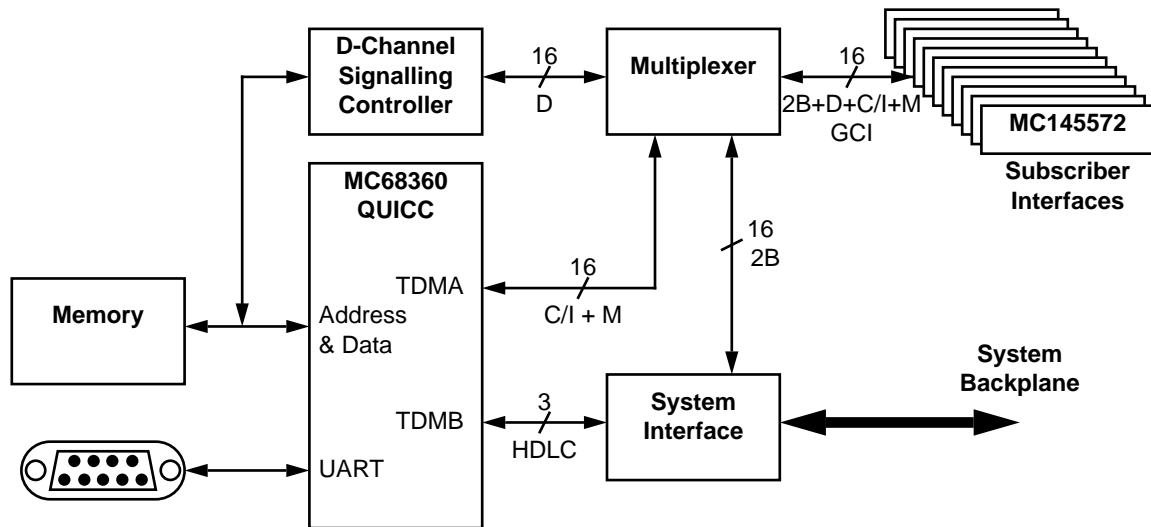 D-Channel
Signalling
Controller
16
D
Multiplexer
16
2B+D+C/I+M
GCI
MC145572
Subscriber
Interfaces
MC68360
QUICC
TDMA
16
C/I + M
16
2B
Memory
Address
& Data
System
Backplane
TDMB
3
HDLC
System
Interface
UART